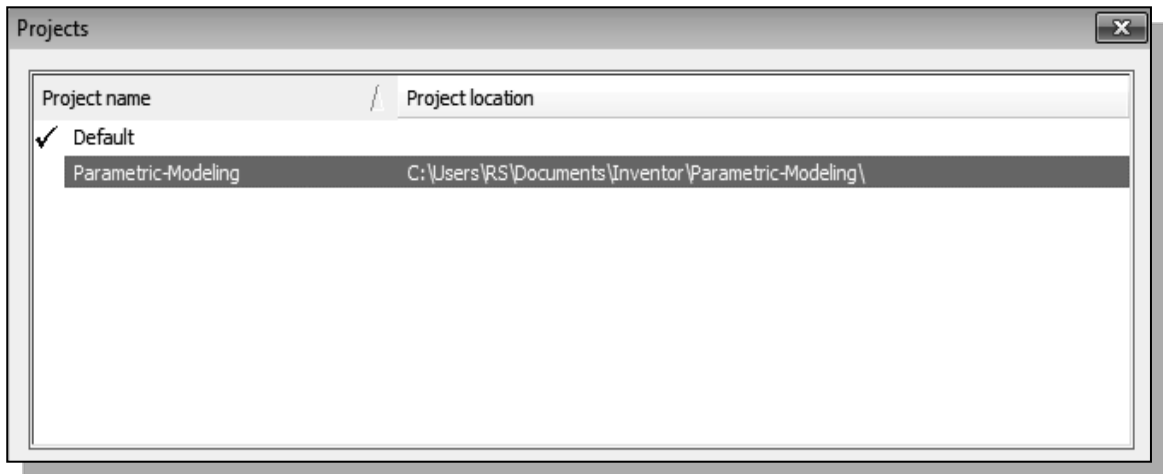 Projects
Project name Project location
Default
Parametric-Modeling C:\Users\RS\Documents\Inventor\Parametric-Modeling\